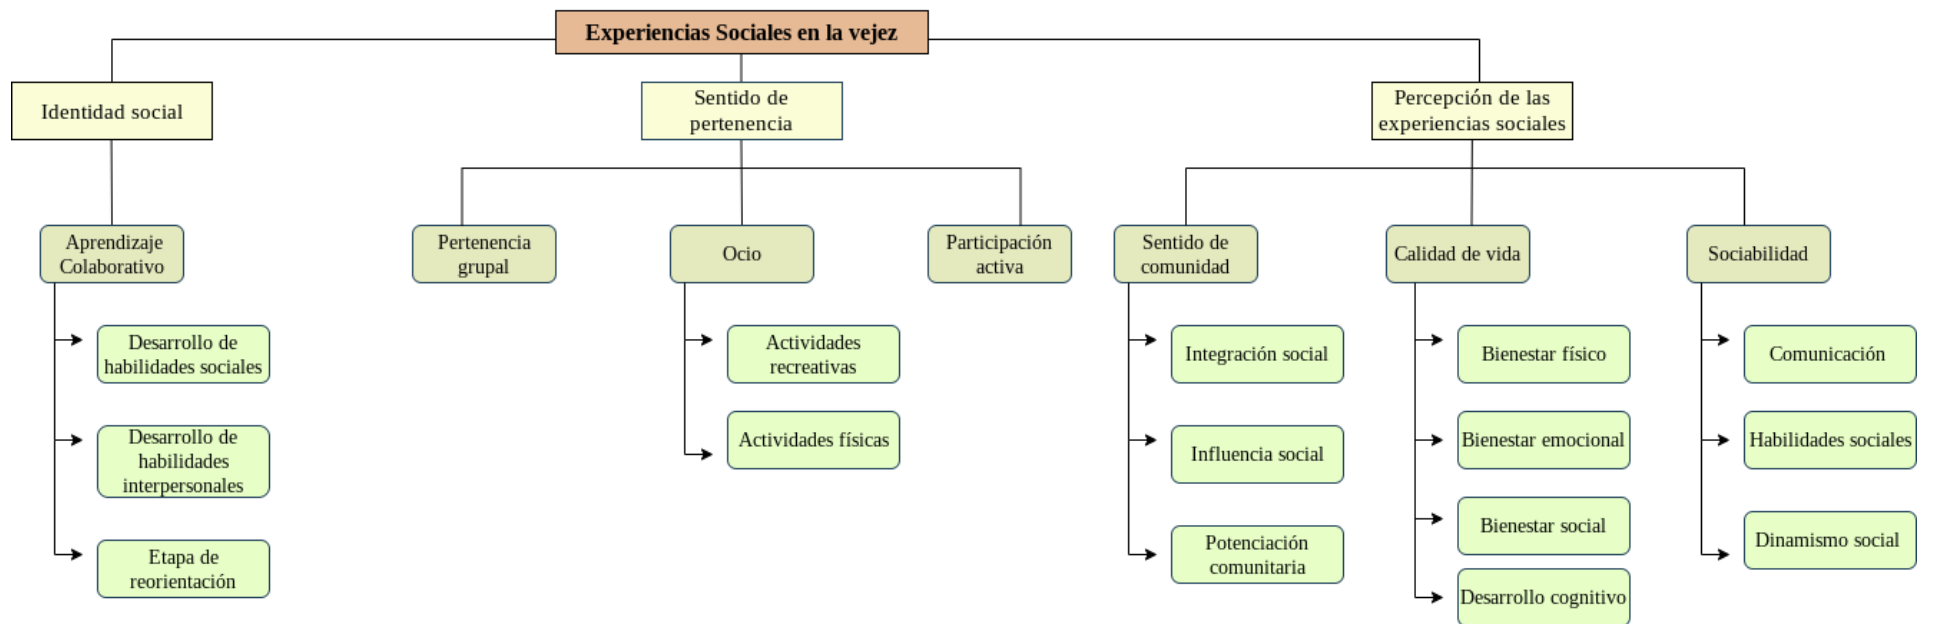 Experiencias Sociales en la vejez
Identidad social
Sentido de
pertenencia
Percepción de las
experiencias sociales
Aprendizaje
Colaborativo
Pertenencia
grupal
Ocio
Participación
activa
Sentido de
comunidad
Calidad de vida
Sociabilidad
Desarrollo de
habilidades sociales
Desarrollo de
habilidades
interpersonales
Etapa de
reorientación
Actividades
recreativas
Actividades físicas
Integración social
Influencia social
Potenciación
comunitaria
Bienestar físico
Bienestar emocional
Bienestar social
Desarrollo cognitivo
Comunicación
Habilidades sociales
Dinamismo social